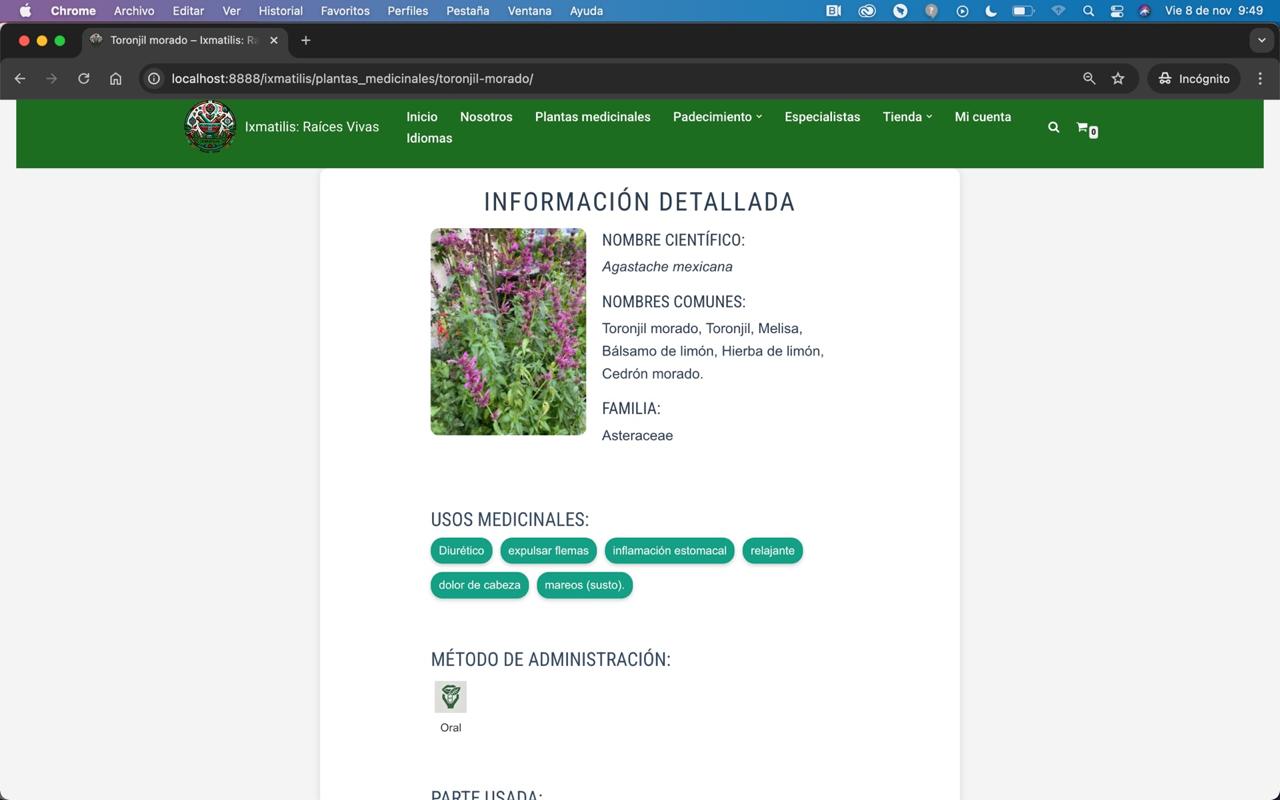 Chrome Archivo Editar Ver Historial Favoritos Perfiles Pestaña Ventana Ayuda Vie 8 de nov 9:49
Toronjil morado – Ixmatilis: Ra
localhost:8888/ixmatilis/plantas_medicinales/toronjil-morado/ Incógnito
Ixmatilis: Raíces Vivas
Inicio Nosotros Plantas medicinales Padecimiento Especialistas Tienda Mi cuenta
Idiomas
0
INFORMACIÓN DETALLADA
NOMBRE CIENTÍFICO:
Agastache mexicana
NOMBRES COMUNES:
Toronjil morado, Toronjil, Melisa,
Bálsamo de limón, Hierba de limón,
Cedrón morado.
FAMILIA:
Asteraceae
USOS MEDICINALES:
Diurético expulsar flemas inflamación estomacal relajante
dolor de cabeza mareos (susto).
MÉTODO DE ADMINISTRACIÓN:
Oral
PARTE USADA: